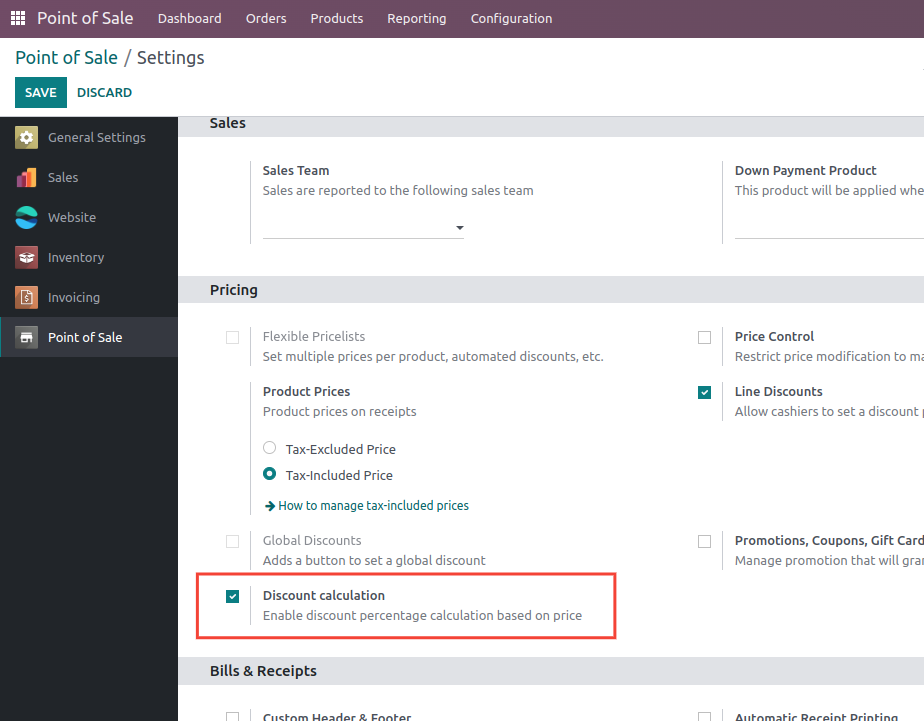 Point of Sale Dashboard Orders Products Reporting Configuration
Point of Sale / Settings
SAVE DISCARD
General Settings
Sales
Website
Inventory
Invoicing
Point of Sale
Sales
Sales Team
Sales are reported to the following sales team
Down Payment Product
This product will be applied whe
Pricing
Flexible Pricelists
Set multiple prices per product, automated discounts, etc.
Price Control
Restrict price modification to ma
Product Prices
Product prices on receipts
Line Discounts
Allow cashiers to set a discount
Tax-Excluded Price
Tax-Included Price
How to manage tax-included prices
Global Discounts
Adds a button to set a global discount
Promotions, Coupons, Gift Card
Manage promotion that will gran
Discount calculation
Enable discount percentage calculation based on price
Bills & Receipts
Custom Header & Footer
Automatic Receipt Printing